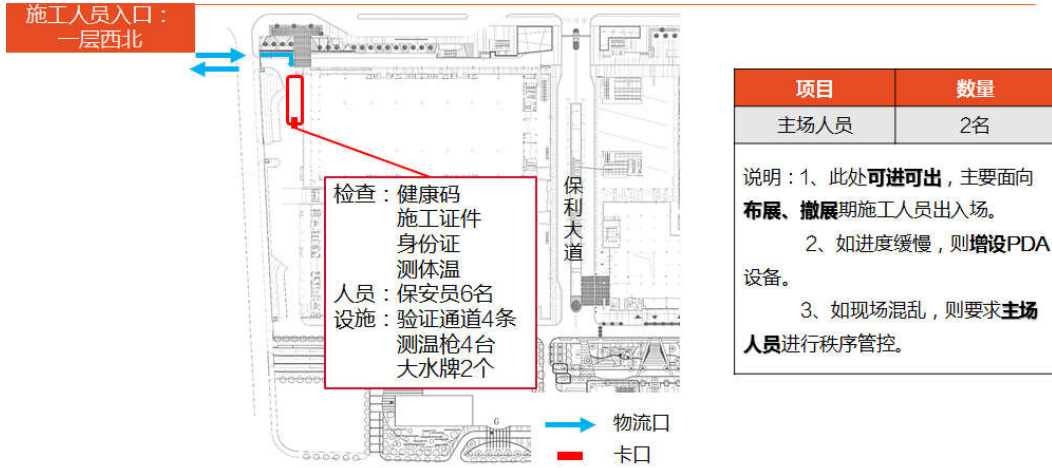 施工人员入口：
一层西北
检查：健康码
施工证件
身份证
测体温
人员：保安员6名
设施：验证通道4条
测温枪4台
大水牌2个
保利大道
G
物流口
卡口
项目 数量
主场人员 2名
说明：1、此处可进可出，主要面向
布展、撤展期施工人员出入场。
2、如进度缓慢，则增设PDA
设备。
3、如现场混乱，则要求主场
人员进行秩序管控。